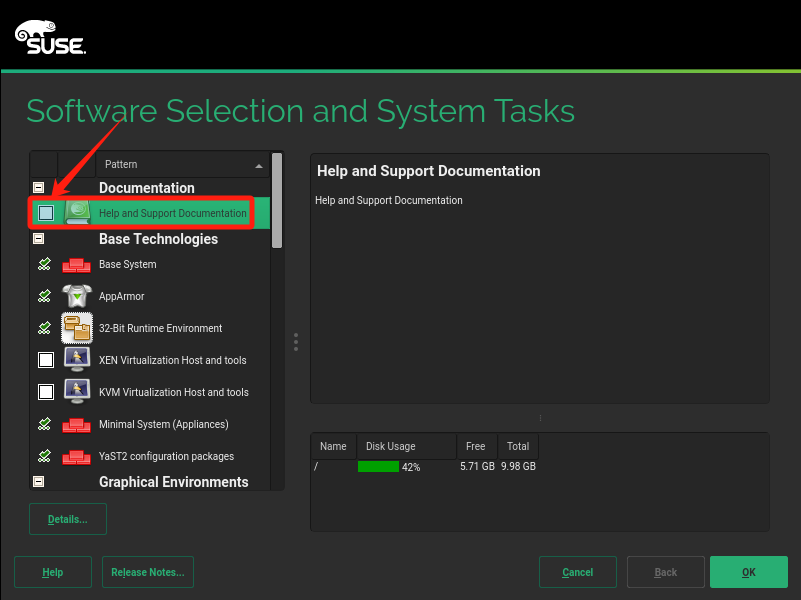 SUSE
Software Selection and System Tasks
Pattern
Documentation
Help and Support Documentation
Base Technologies
Base System
AppArmor
32-Bit Runtime Environment
XEN Virtualization Host and tools
KVM Virtualization Host and tools
Minimal System (Appliances)
YaST2 configuration packages
Graphical Environments
Details...
Help and Support Documentation
Help and Support Documentation
Name Disk Usage Free Total
/ 42% 5.71 GB 9.98 GB
Help Release Notes... Cancel Back OK